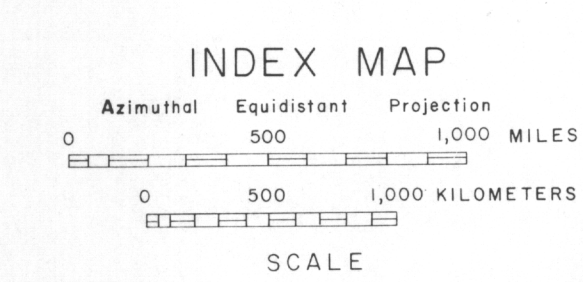 INDEX MAP
Azimuthal Equidistant Projection
0 500 1,000 MILES
0 500 1,000 KILOMETERS
SCALE